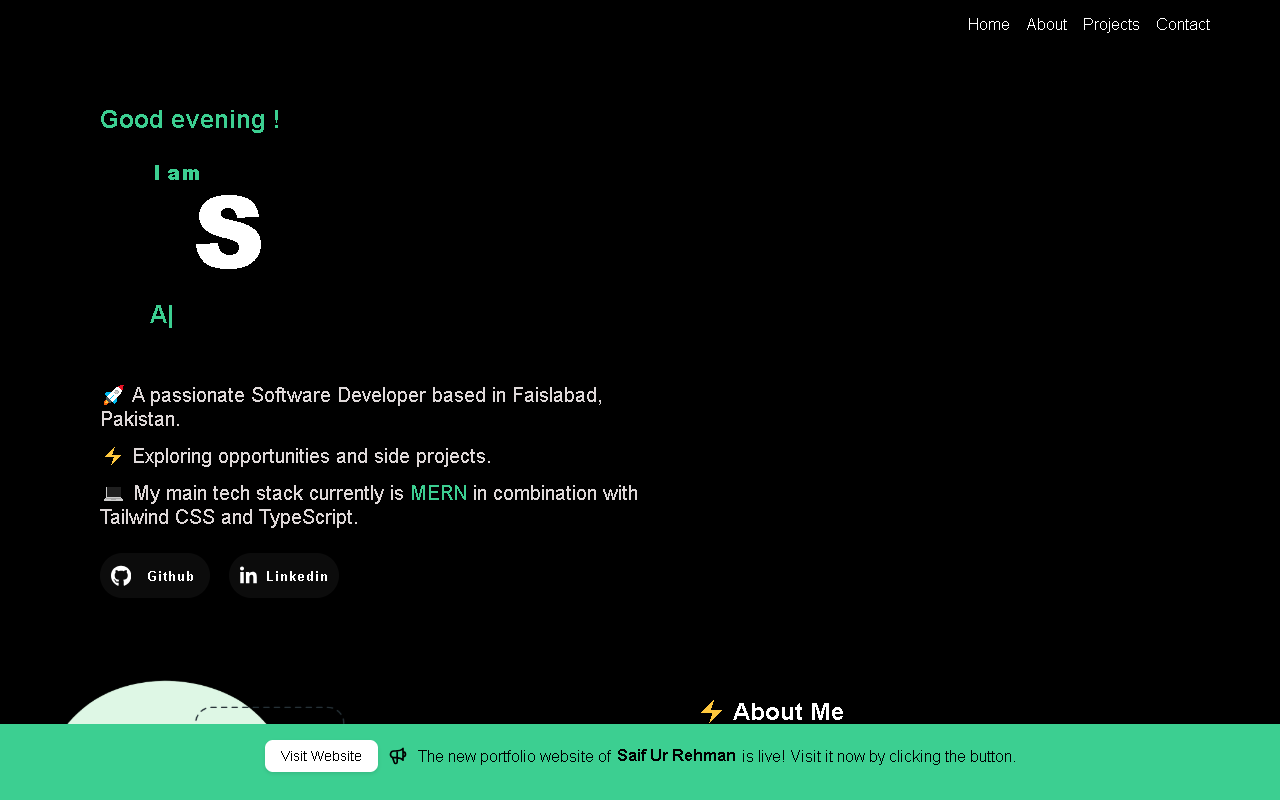 Home About Projects Contact
Good evening !
I am
S
A|
🚀 A passionate Software Developer based in Faislabad,
Pakistan.
⚡ Exploring opportunities and side projects.
💻 My main tech stack currently is MERN in combination with
Tailwind CSS and TypeScript.
Github Linkedin
⚡ About Me
Visit Website The new portfolio website of Saif Ur Rehman is live! Visit it now by clicking the button.